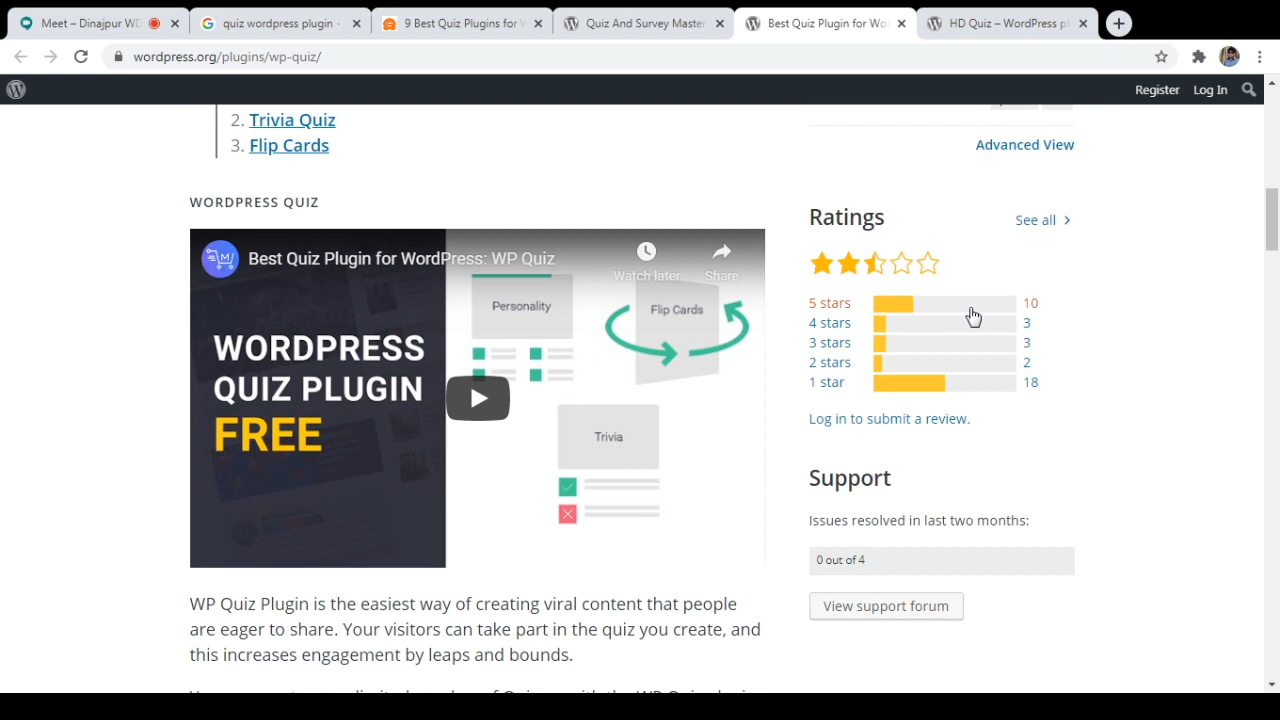 Meet – Dinajpur WD
quiz wordpress plugin -
9 Best Quiz Plugins for W
Quiz And Survey Master
Best Quiz Plugin for Wo
HD Quiz – WordPress pl
wordpress.org/plugins/wp-quiz/
Register
Log In
2. Trivia Quiz
3. Flip Cards
Advanced View
WORDPRESS QUIZ
Best Quiz Plugin for WordPress: WP Quiz
Watch later
Share
Personality
Flip Cards
WORDPRESS
QUIZ PLUGIN
FREE
Trivia
Ratings
See all
5 stars 10
4 stars 3
3 stars 3
2 stars 2
1 star 18
Log in to submit a review.
Support
Issues resolved in last two months:
0 out of 4
View support forum
WP Quiz Plugin is the easiest way of creating viral content that people
are eager to share. Your visitors can take part in the quiz you create, and
this increases engagement by leaps and bounds.